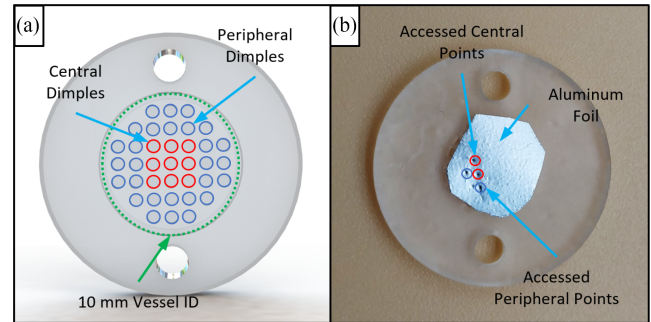 (a)
Peripheral
Dimples
Central
Dimples
10 mm Vessel ID
(b)
Accessed Central
Points
Aluminum
Foil
Accessed
Peripheral Points